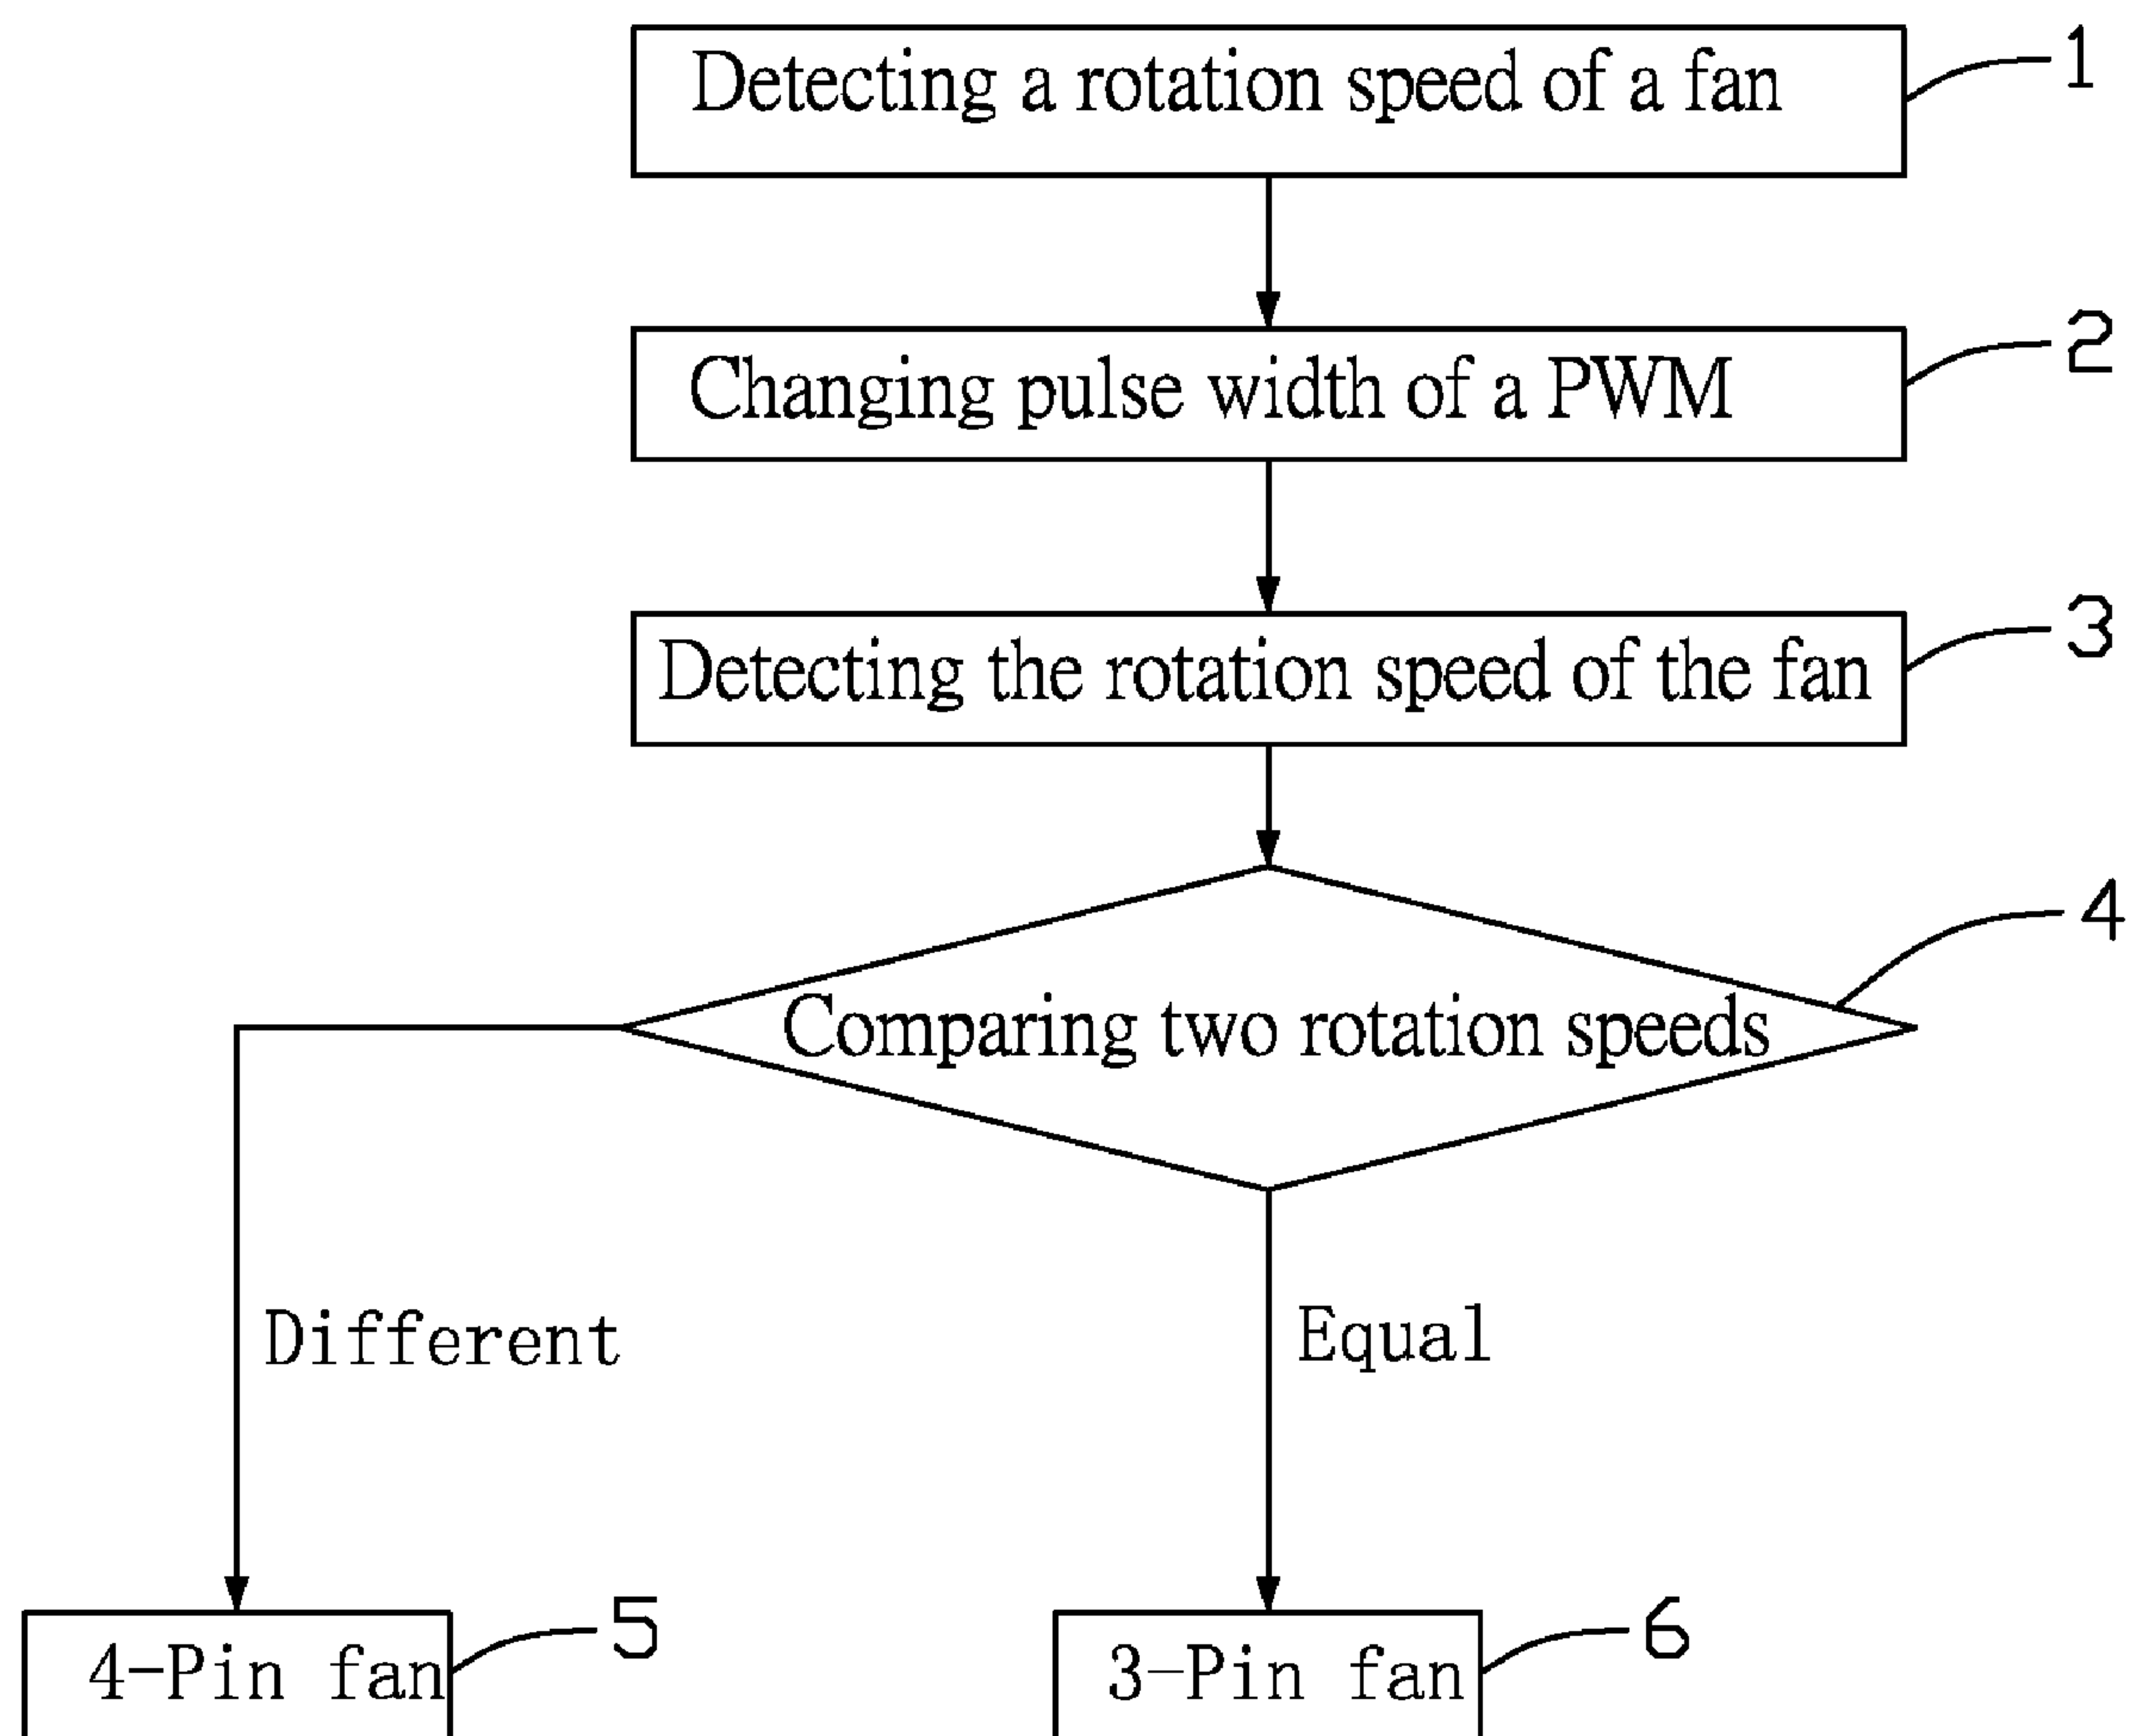 Detecting a rotation speed of a fan
1
Changing pulse width of a PWM
2
Detecting the rotation speed of the fan
3
Comparing two rotation speeds
4
Different
Equal
4-Pin fan
5
3-Pin fan
6